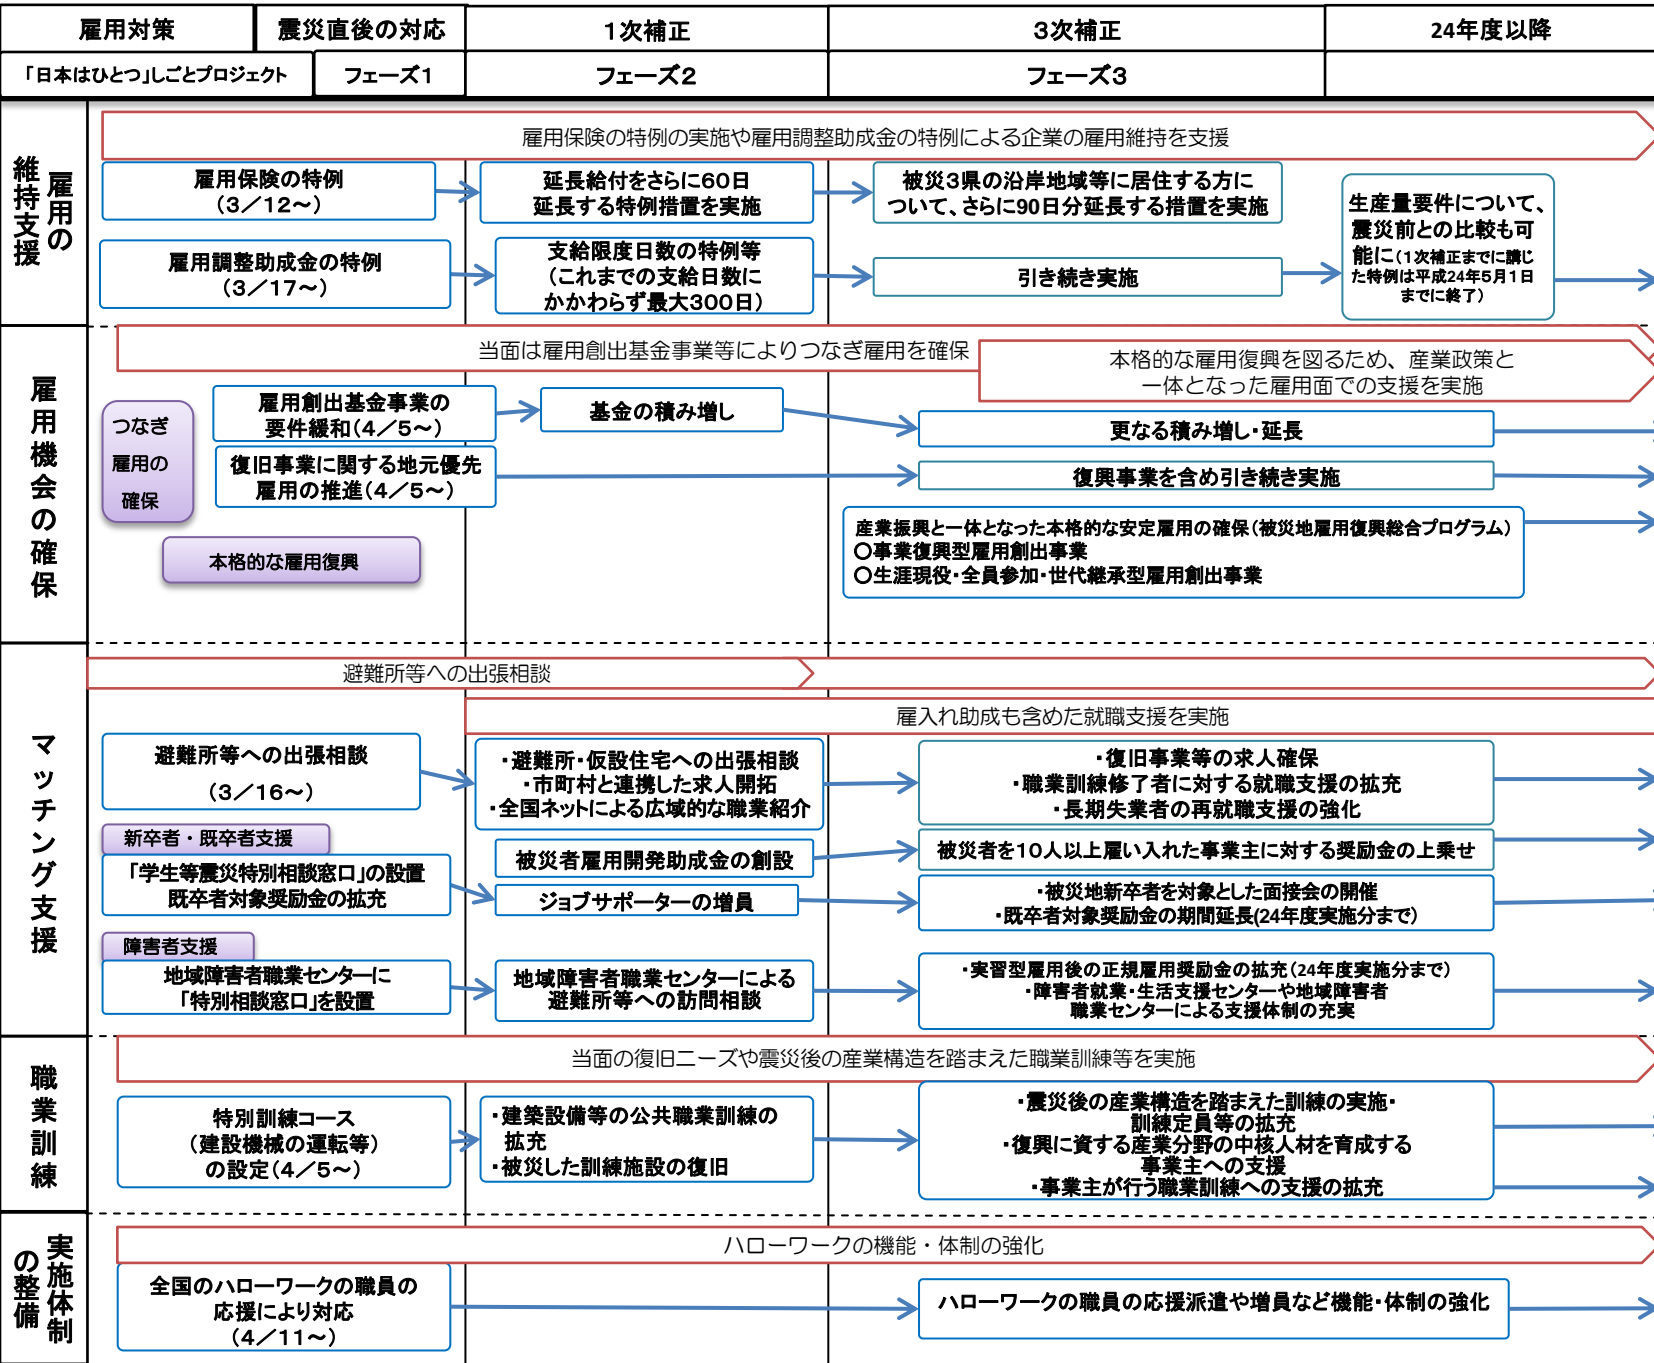 雇用対策
震災直後の対応
1次補正
3次補正
24年度以降
「日本はひとつ」しごとプロジェクト
フェーズ1
フェーズ2
フェーズ3
雇用の
維持支援
雇用保険の特例の実施や雇用調整助成金の特例による企業の雇用維持を支援
雇用保険の特例
（3／12～）
延長給付をさらに60日
延長する特例措置を実施
被災3県の沿岸地域等に居住する方に
ついて、さらに90日分延長する措置を実施
雇用調整助成金の特例
（3／17～）
支給限度日数の特例等
（これまでの支給日数に
かかわらず最大300日）
引き続き実施
生産量要件について、
震災前との比較も可
能に（1次補正までに講じ
た特例は平成24年5月1日
までに終了）
雇用機会の確保
当面は雇用創出基金事業等によりつなぎ雇用を確保
本格的な雇用復興を図るため、産業政策と
一体となった雇用面での支援を実施
つなぎ
雇用の
確保
雇用創出基金事業の
要件緩和（4／5～）
基金の積み増し
更なる積み増し・延長
復旧事業に関する地元優先
雇用の推進（4／5～）
復興事業を含め引き続き実施
本格的な雇用復興
産業振興と一体となった本格的な安定雇用の確保（被災地雇用復興総合プログラム）
○事業復興型雇用創出事業
○生涯現役・全員参加・世代継承型雇用創出事業
マッチング支援
避難所等への出張相談
雇入れ助成も含めた就職支援を実施
避難所等への出張相談
（3／16～）
・避難所・仮設住宅への出張相談
・市町村と連携した求人開拓
・全国ネットによる広域的な職業紹介
・復旧事業等の求人確保
・職業訓練修了者に対する就職支援の拡充
・長期失業者の再就職支援の強化
被災者雇用開発助成金の創設
被災者を10人以上雇い入れた事業主に対する奨励金の上乗せ
新卒者・既卒者支援
「学生等震災特別相談窓口」の設置
既卒者対象奨励金の拡充
ジョブサポーターの増員
・被災地新卒者を対象とした面接会の開催
・既卒者対象奨励金の期間延長(24年度実施分まで）
障害者支援
地域障害者職業センターに
「特別相談窓口」を設置
地域障害者職業センターによる
避難所等への訪問相談
・実習型雇用後の正規雇用奨励金の拡充（24年度実施分まで）
・障害者就業・生活支援センターや地域障害者
職業センターによる支援体制の充実
職業訓練
当面の復旧ニーズや震災後の産業構造を踏まえた職業訓練等を実施
特別訓練コース
（建設機械の運転等）
の設定（4／5～）
・建築設備等の公共職業訓練の
拡充
・被災した訓練施設の復旧
・震災後の産業構造を踏まえた訓練の実施・
訓練定員等の拡充
・復興に資する産業分野の中核人材を育成する
事業主への支援
・事業主が行う職業訓練への支援の拡充
実施体制
の整備
ハローワークの機能・体制の強化
全国のハローワークの職員の
応援により対応
（4／11～）
ハローワークの職員の応援派遣や増員など機能・体制の強化